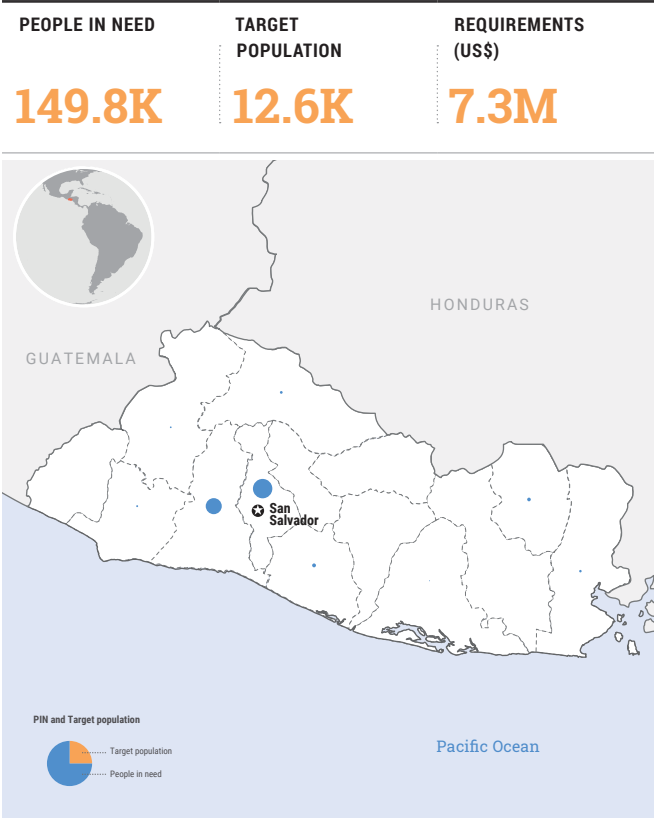 PEOPLE IN NEED
TARGET
POPULATION
REQUIREMENTS
(US$)
149.8K
12.6K
7.3M
HONDURAS
GUATEMALA
San
Salvador
PIN and Target population
Target population
People in need
Pacific Ocean